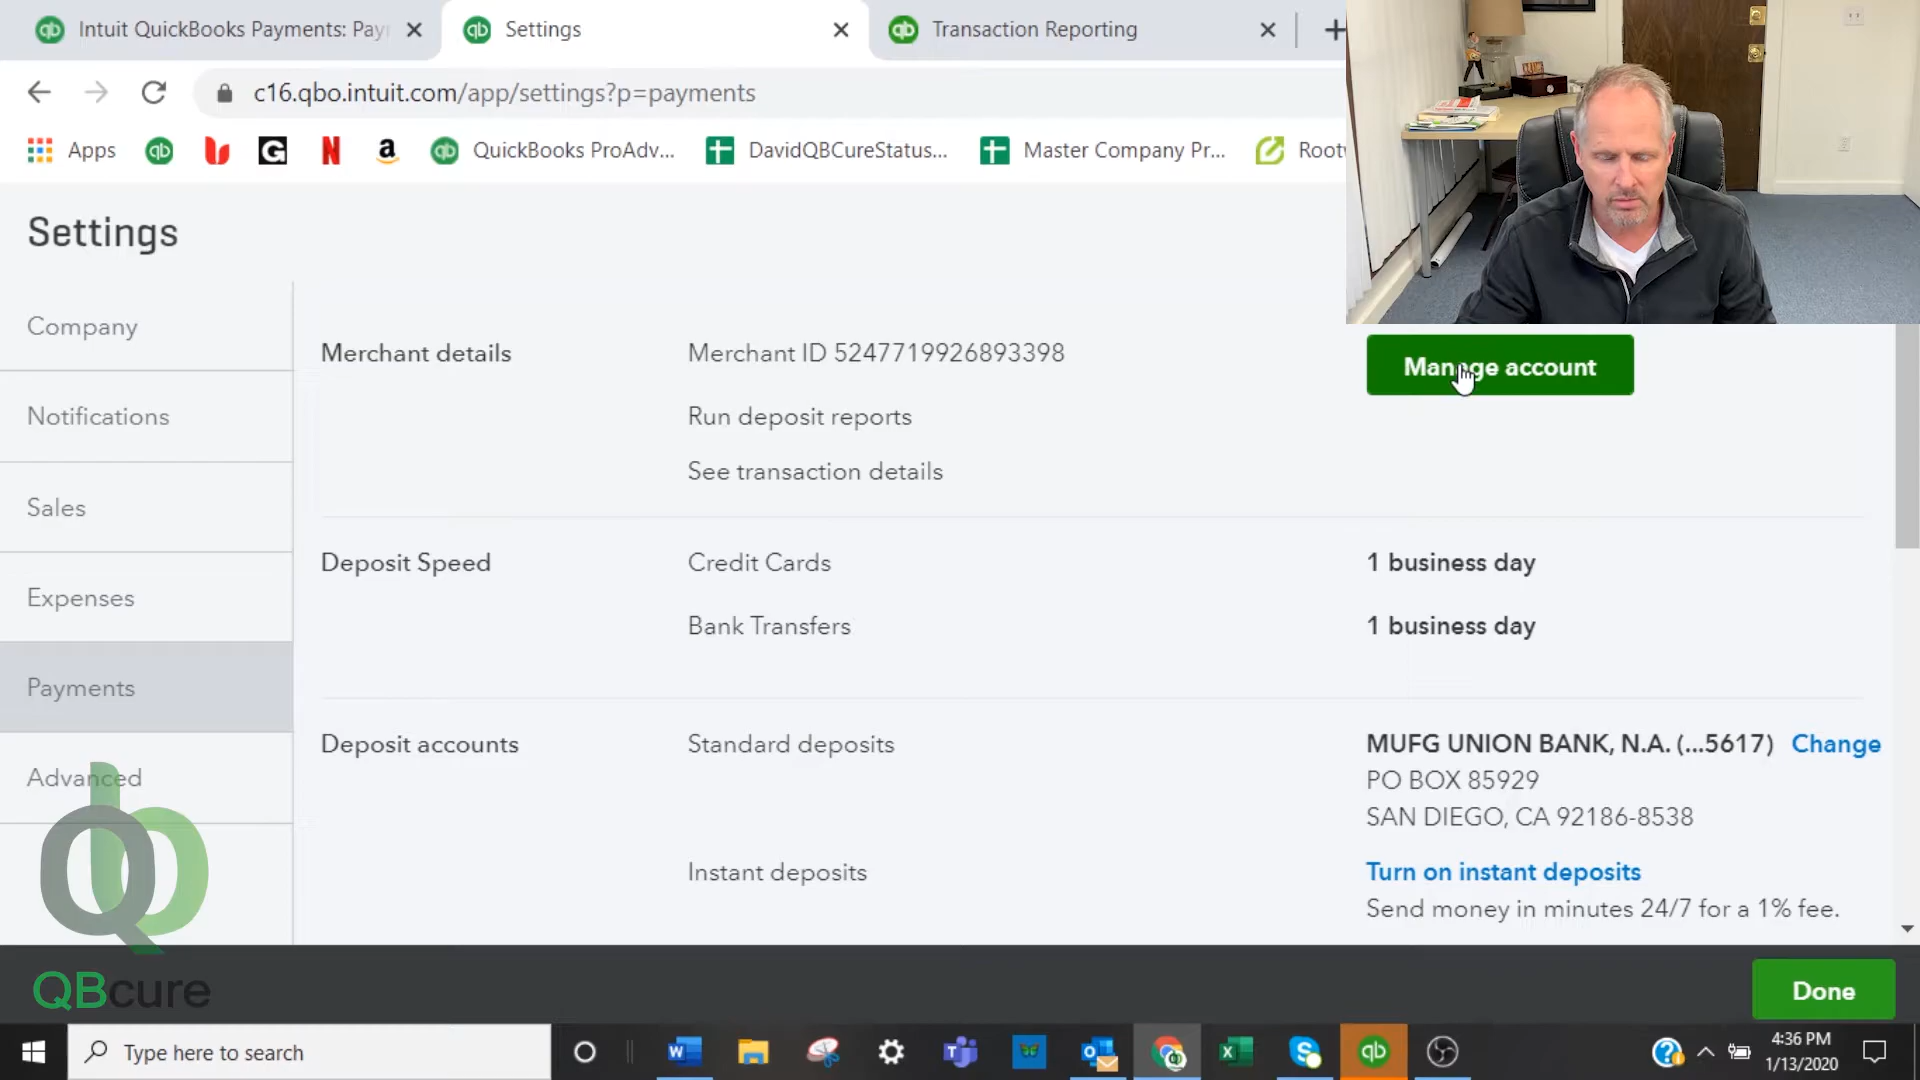 Intuit QuickBooks Payments: Pay
Settings
Transaction Reporting
c16.qbo.intuit.com/app/settings?p=payments
Apps
QuickBooks ProAdv...
DavidQBCureStatus...
Master Company Pr...
Root
Settings
Company
Notifications
Sales
Expenses
Payments
Advanced
Merchant details
Merchant ID 5247719926893398
Manage account
Run deposit reports
See transaction details
Deposit Speed
Credit Cards
1 business day
Bank Transfers
1 business day
Deposit accounts
Standard deposits
MUFG UNION BANK, N.A. (...5617) Change
PO BOX 85929
SAN DIEGO, CA 92186-8538
Instant deposits
Turn on instant deposits
Send money in minutes 24/7 for a 1% fee.
QBcure
Done
Type here to search
4:36 PM
1/13/2020